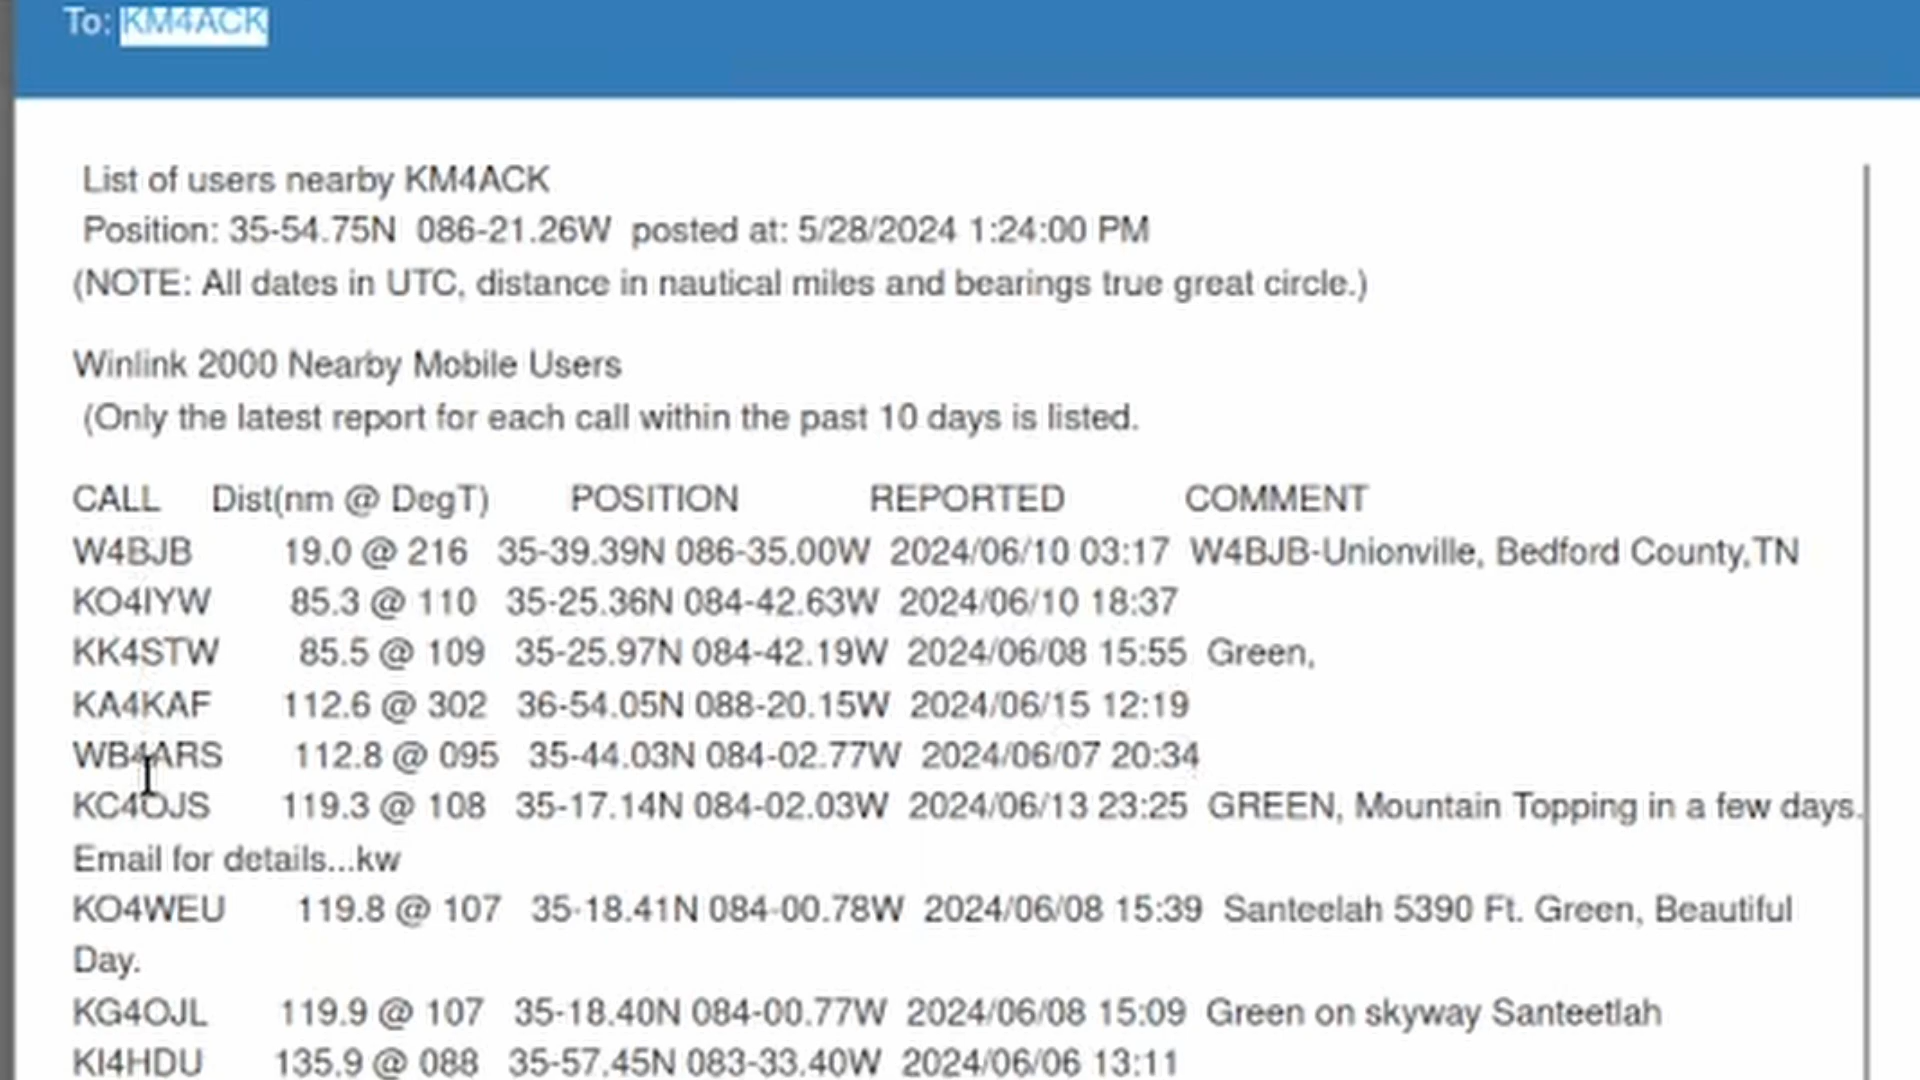 To: KM4ACK
List of users nearby KM4ACK
Position: 35-54.75N 086-21.26W posted at: 5/28/2024 1:24:00 PM
(NOTE: All dates in UTC, distance in nautical miles and bearings true great circle.)
Winlink 2000 Nearby Mobile Users
(Only the latest report for each call within the past 10 days is listed.
CALL Dist(nm @ DegT) POSITION REPORTED COMMENT
W4BJB 19.0 @ 216 35-39.39N 086-35.00W 2024/06/10 03:17 W4BJB-Unionville, Bedford County,TN
KO4IYW 85.3 @ 110 35-25.36N 084-42.63W 2024/06/10 18:37
KK4STW 85.5 @ 109 35-25.97N 084-42.19W 2024/06/08 15:55 Green,
KA4KAF 112.6 @ 302 36-54.05N 088-20.15W 2024/06/15 12:19
WB4ARS 112.8 @ 095 35-44.03N 084-02.77W 2024/06/07 20:34
KC4OJS 119.3 @ 108 35-17.14N 084-02.03W 2024/06/13 23:25 GREEN, Mountain Topping in a few days.
Email for details...kw
KO4WEU 119.8 @ 107 35-18.41N 084-00.78W 2024/06/08 15:39 Santeelah 5390 Ft. Green, Beautiful
Day.
KG4OJL 119.9 @ 107 35-18.40N 084-00.77W 2024/06/08 15:09 Green on skyway Santeetlah
KI4HDU 135.9 @ 088 35-57.45N 083-33.40W 2024/06/06 13:11